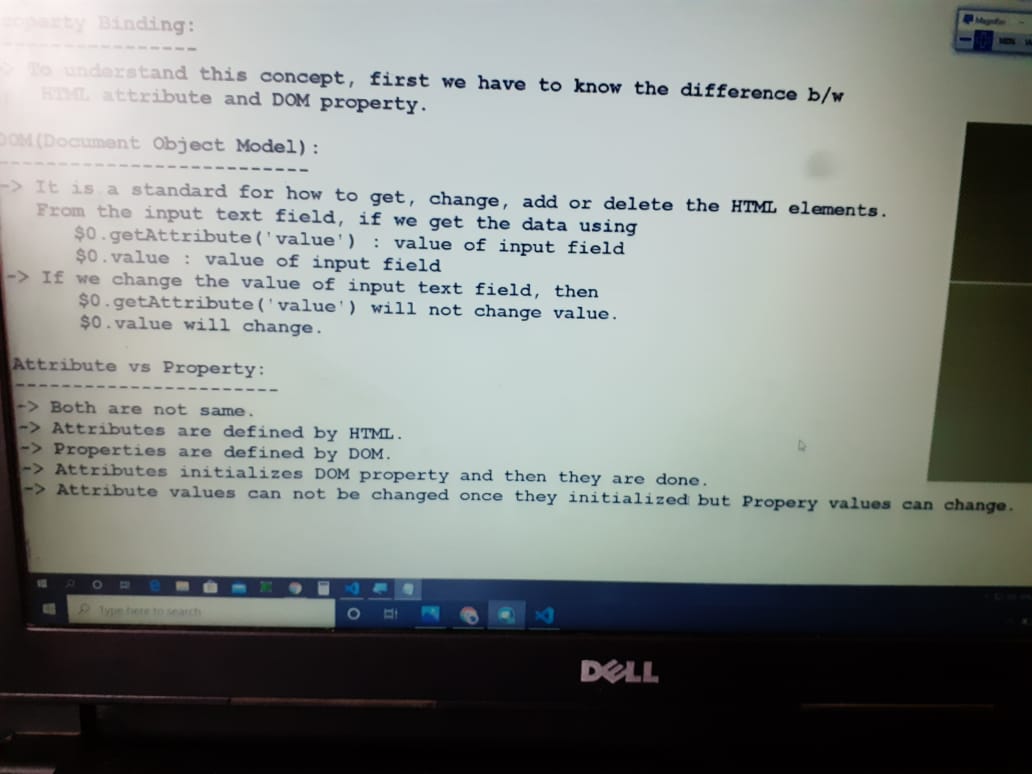 Property Binding:
-----------------
-> To understand this concept, first we have to know the difference b/w
HTML attribute and DOM property.
DOM(Document Object Model):
---------------------------
-> It is a standard for how to get, change, add or delete the HTML elements.
From the input text field, if we get the data using
$0.getAttribute('value') : value of input field
$0.value : value of input field
-> If we change the value of input text field, then
$0.getAttribute('value') will not change value.
$0.value will change.
Attribute vs Property:
-----------------------
-> Both are not same.
-> Attributes are defined by HTML.
-> Properties are defined by DOM.
-> Attributes initializes DOM property and then they are done.
-> Attribute values can not be changed once they initialized but Propery values can change.
Magnifier
Type here to search
DELL